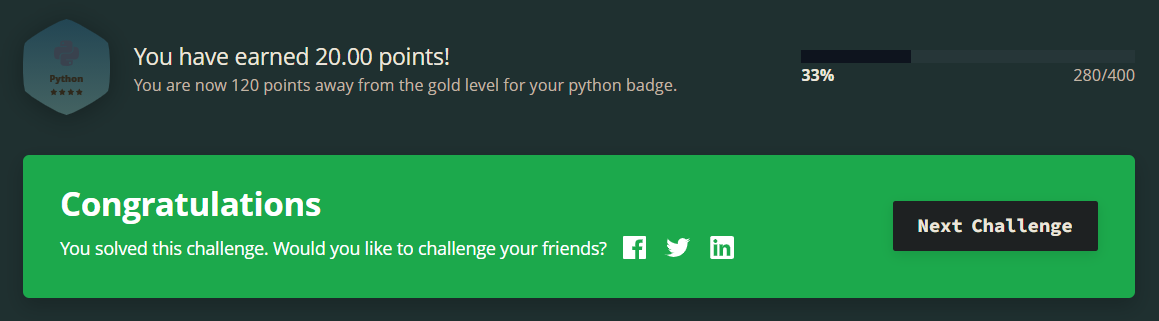 You have earned 20.00 points!
Python
You are now 120 points away from the gold level for your python badge.
33%
280/400
Congratulations
You solved this challenge. Would you like to challenge your friends?
Next Challenge